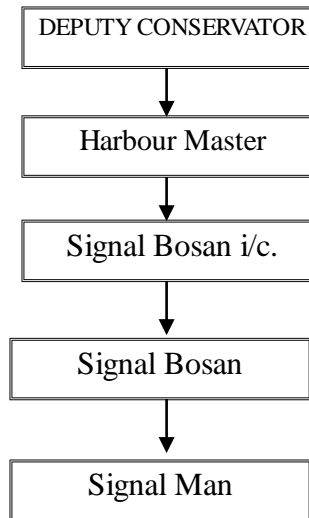 DEPUTY CONSERVATOR
Harbour Master
Signal Bosan i/c.
Signal Bosan
Signal Man